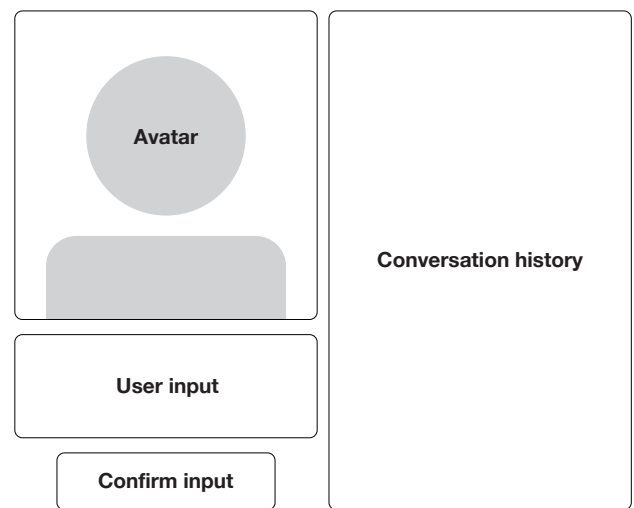 Avatar
Conversation history
User input
Confirm input